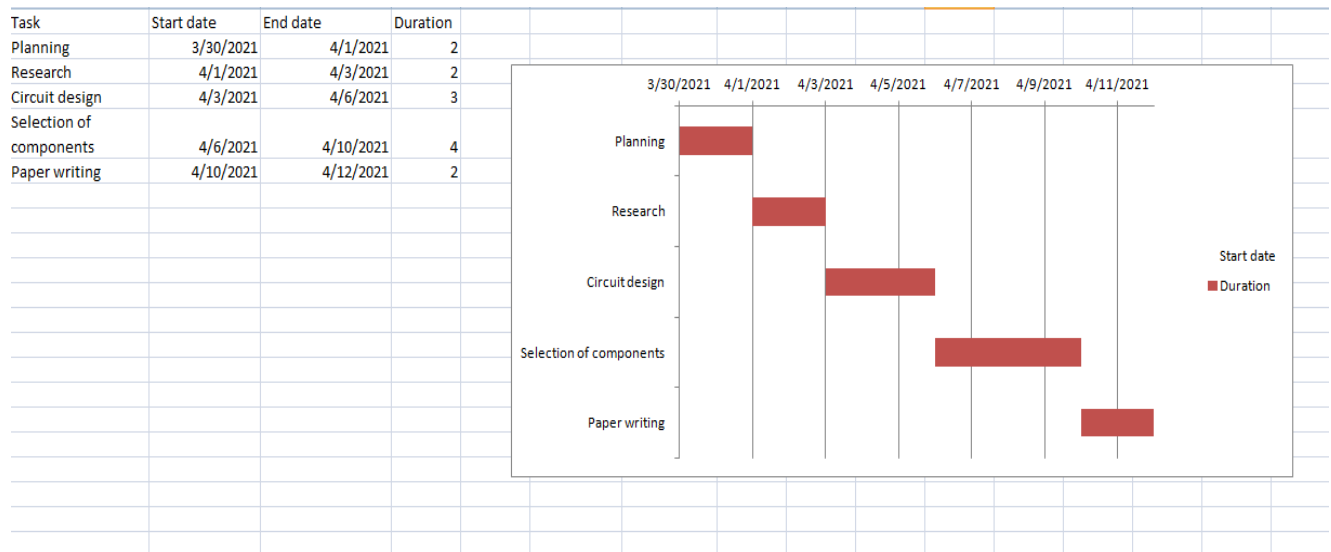 Task Start date End date Duration
Planning 3/30/2021 4/1/2021 2
Research 4/1/2021 4/3/2021 2
Circuit design 4/3/2021 4/6/2021 3
Selection of
components 4/6/2021 4/10/2021 4
Paper writing 4/10/2021 4/12/2021 2
3/30/2021 4/1/2021 4/3/2021 4/5/2021 4/7/2021 4/9/2021 4/11/2021
Planning
Research
Circuit design
Selection of components
Paper writing
Start date
Duration